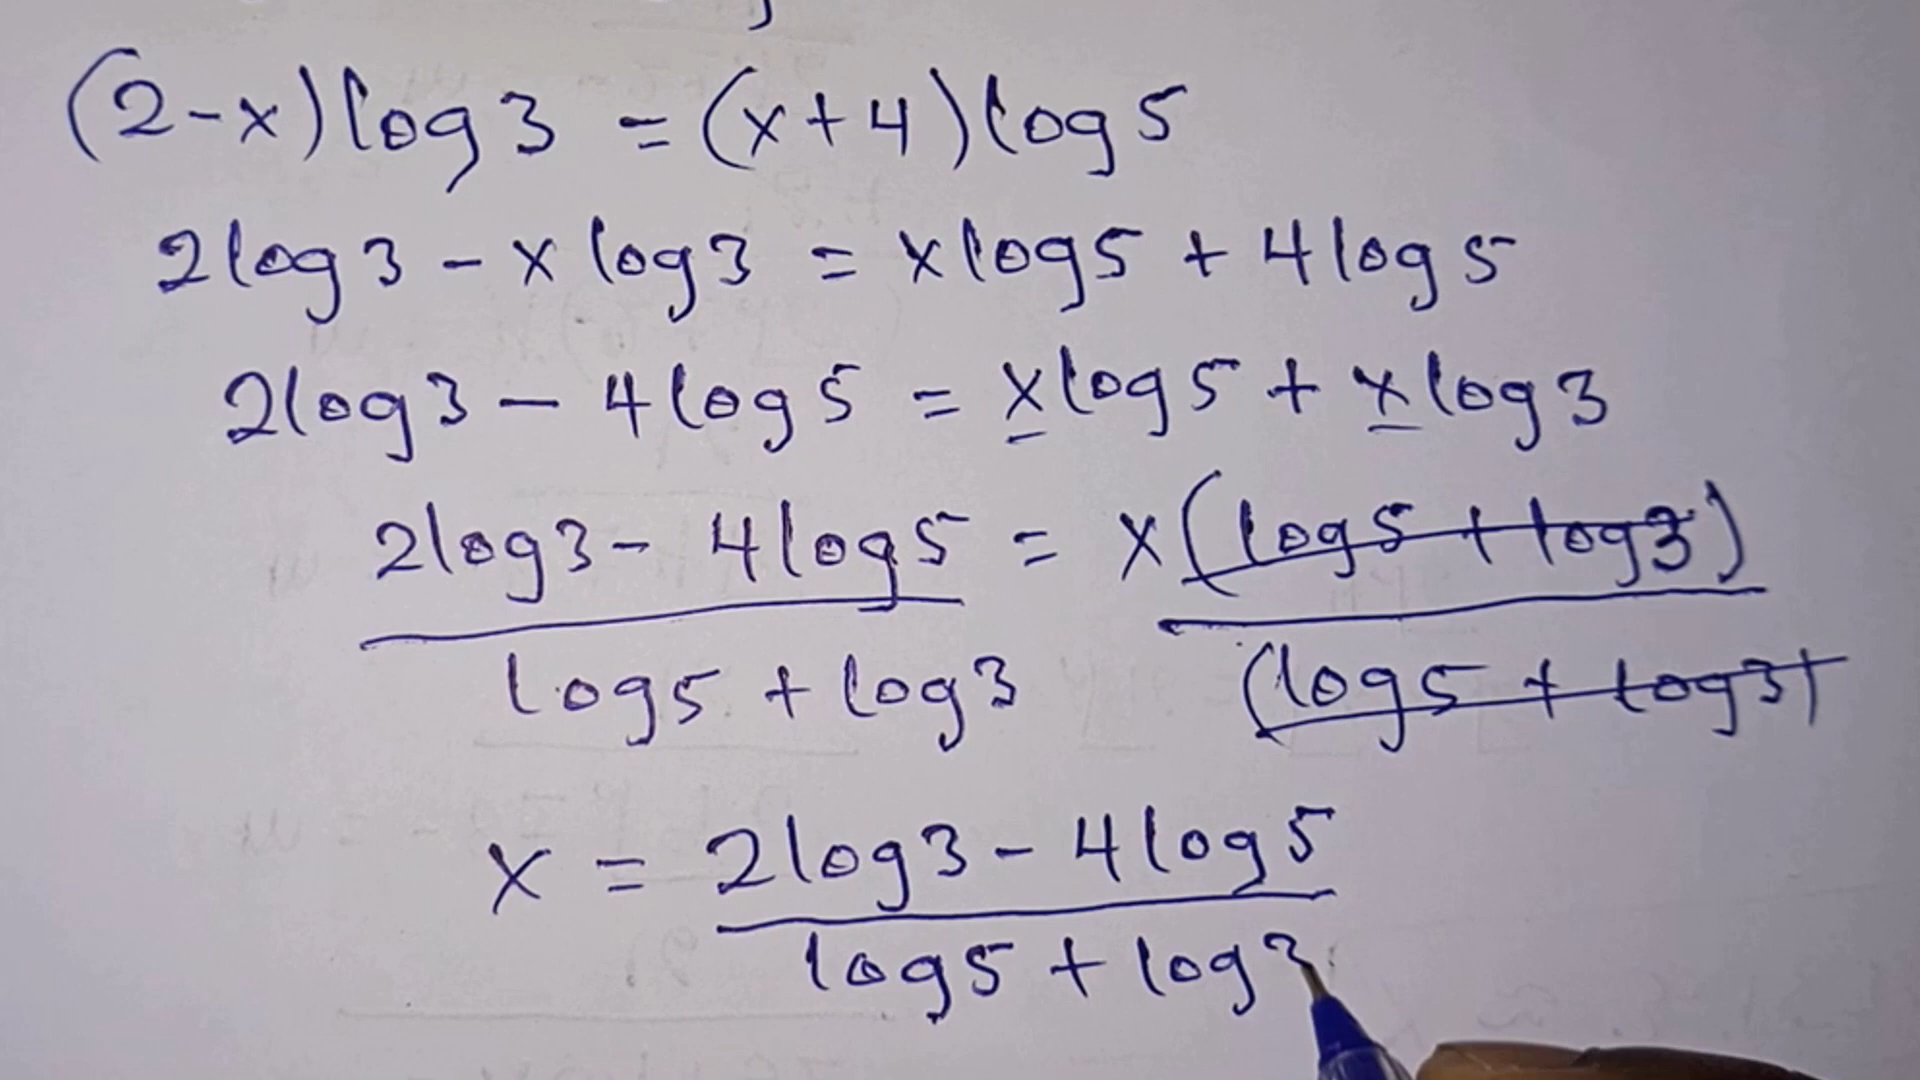 (2-x)log3 = (x+4)log5
2log3 - xlog3 = xlog5 + 4log5
2log3 - 4log5 = xlog5 + xlog3
2log3 - 4log5 = x(log5 + log3)
log5 + log3 (log5 + log3)
x = 2log3 - 4log5
log5 + log3